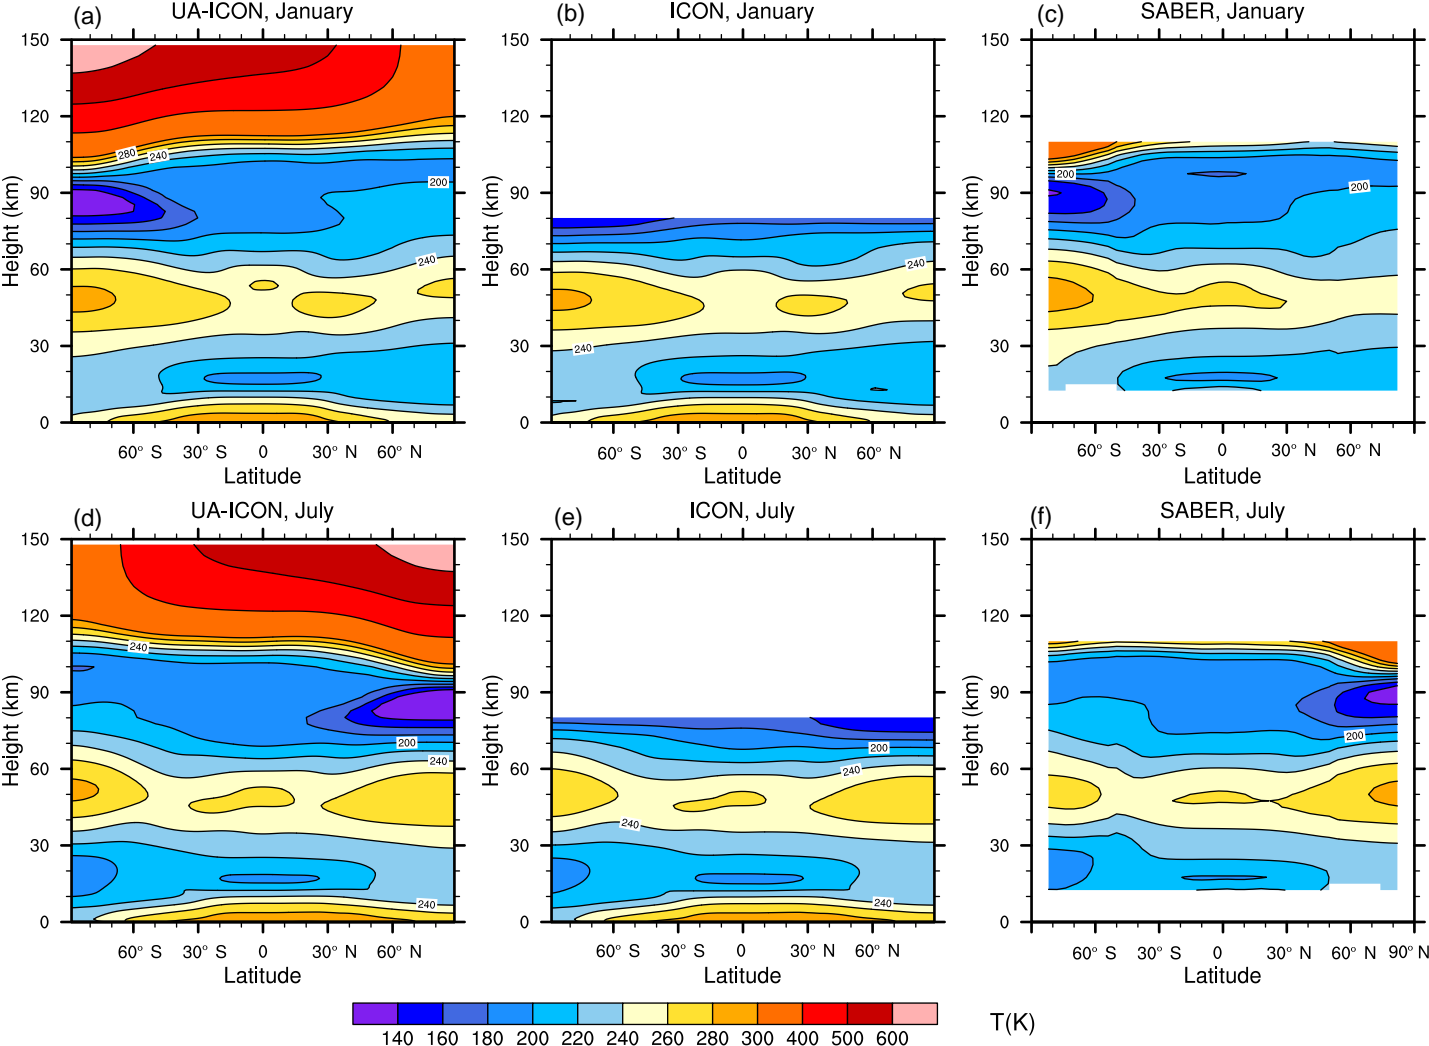 (a) UA-ICON, January
(b) ICON, January
(c) SABER, January
150
120
90
60
30
0
Height (km)
280
240
200
240
60° S 30° S 0 30° N 60° N
Latitude
150
120
90
60
30
0
Height (km)
240
240
60° S 30° S 0 30° N 60° N
Latitude
150
120
90
60
30
0
Height (km)
200
200
60° S 30° S 0 30° N 60° N
Latitude
(d) UA-ICON, July
(e) ICON, July
(f) SABER, July
150
120
90
60
30
0
Height (km)
240
200
240
240
60° S 30° S 0 30° N 60° N
Latitude
150
120
90
60
30
0
Height (km)
200
240
240
240
60° S 30° S 0 30° N 60° N
Latitude
150
120
90
60
30
0
Height (km)
200
60° S 30° S 0 30° N 60° N 90° N
Latitude
140 160 180 200 220 240 260 280 300 400 500 600
T(K)